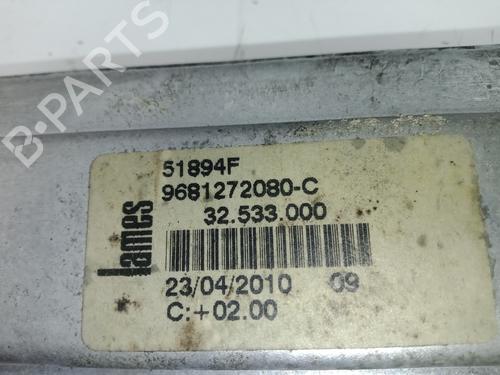 B-PARTS
lames
51894F
9681272080-C
32.533.000
23/04/2010 09
C:+02.00